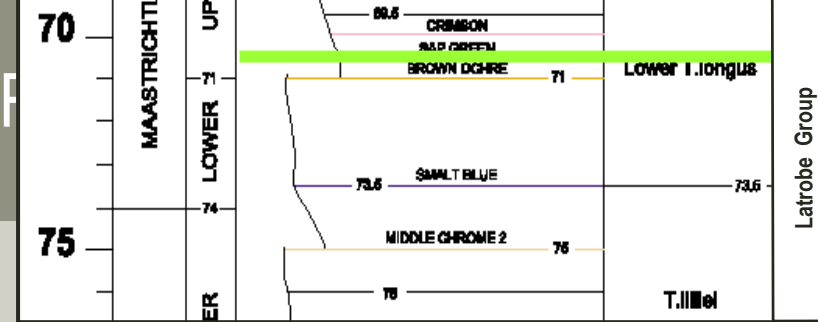 70
75
MAASTRICHTI
UP
LOWER
ER
71
74
69.5
CRIMSON
SAP GREEN
BROWN OCHRE
71
SMALT BLUE
73.5
MIDDLE CHROME 2
75
76
Lower T.longus
73.5
T.lillei
Latrobe Group